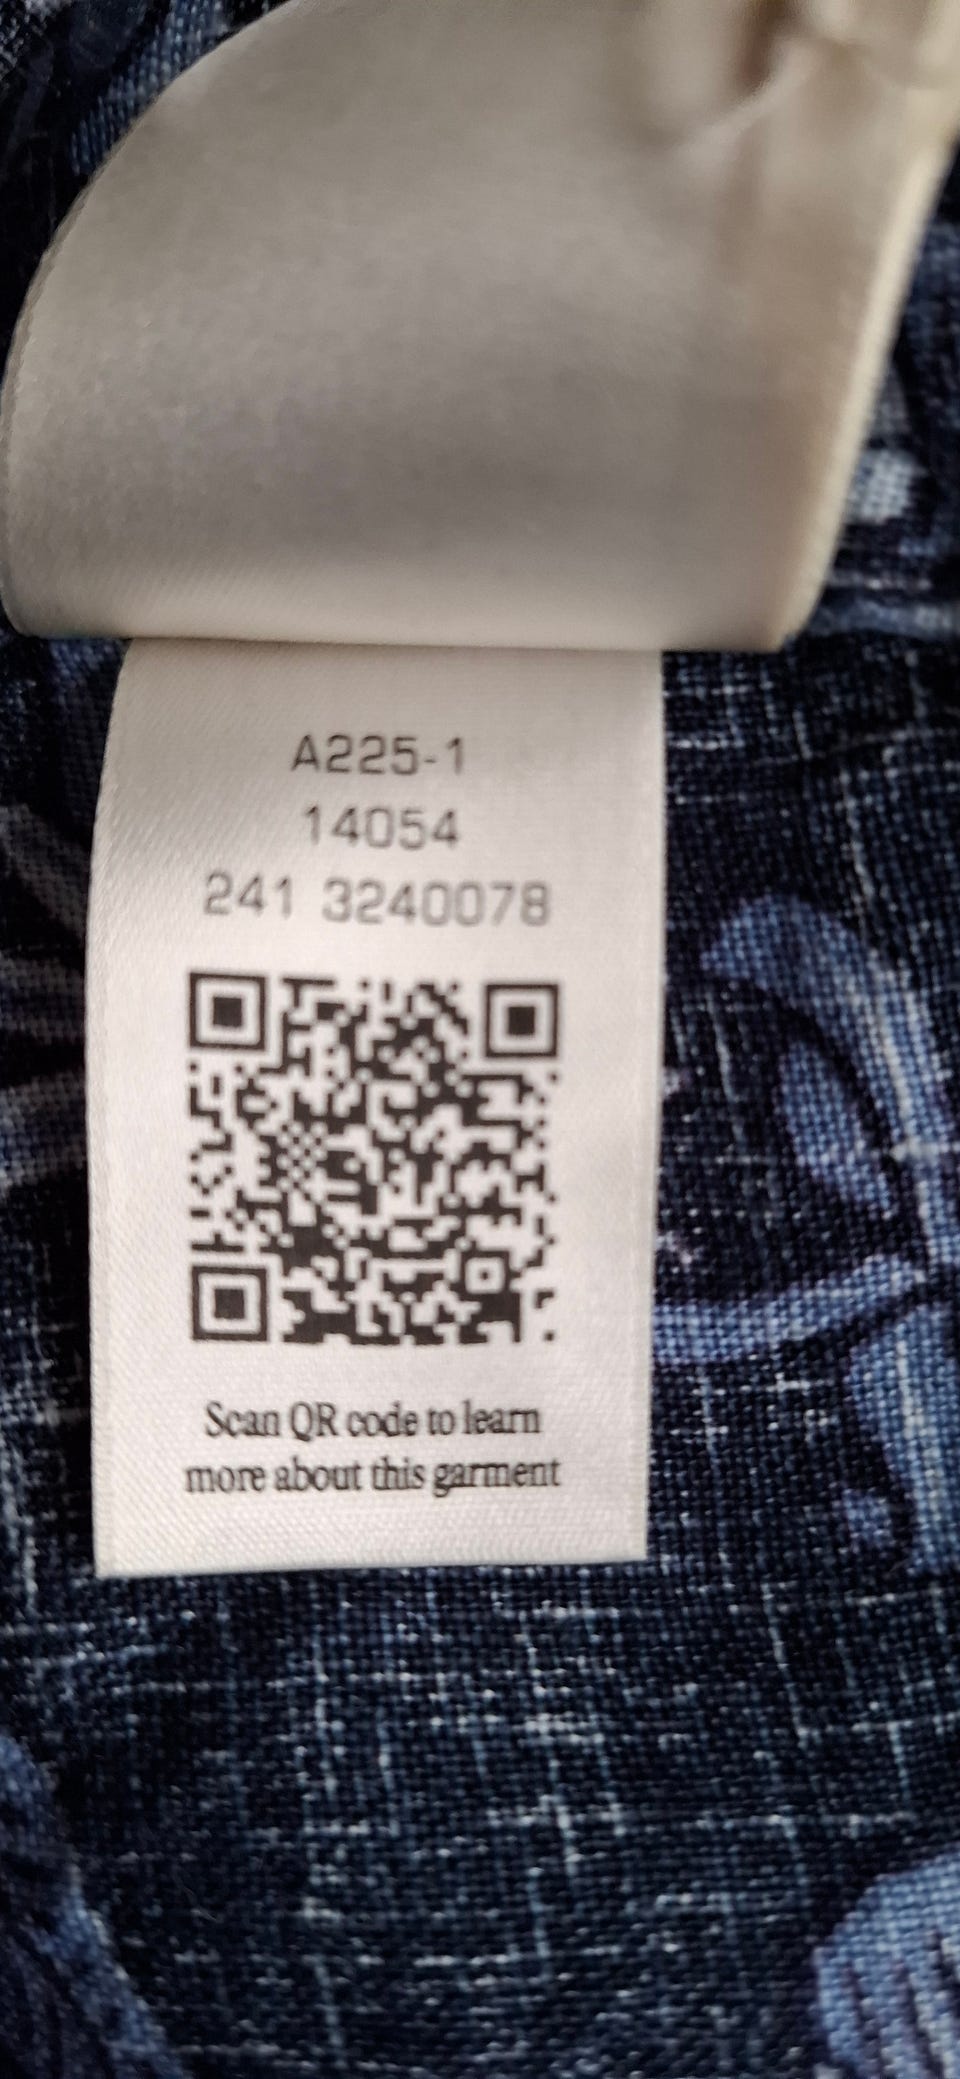 A225-1
14054
241 3240078
Scan QR code to learn
more about this garment